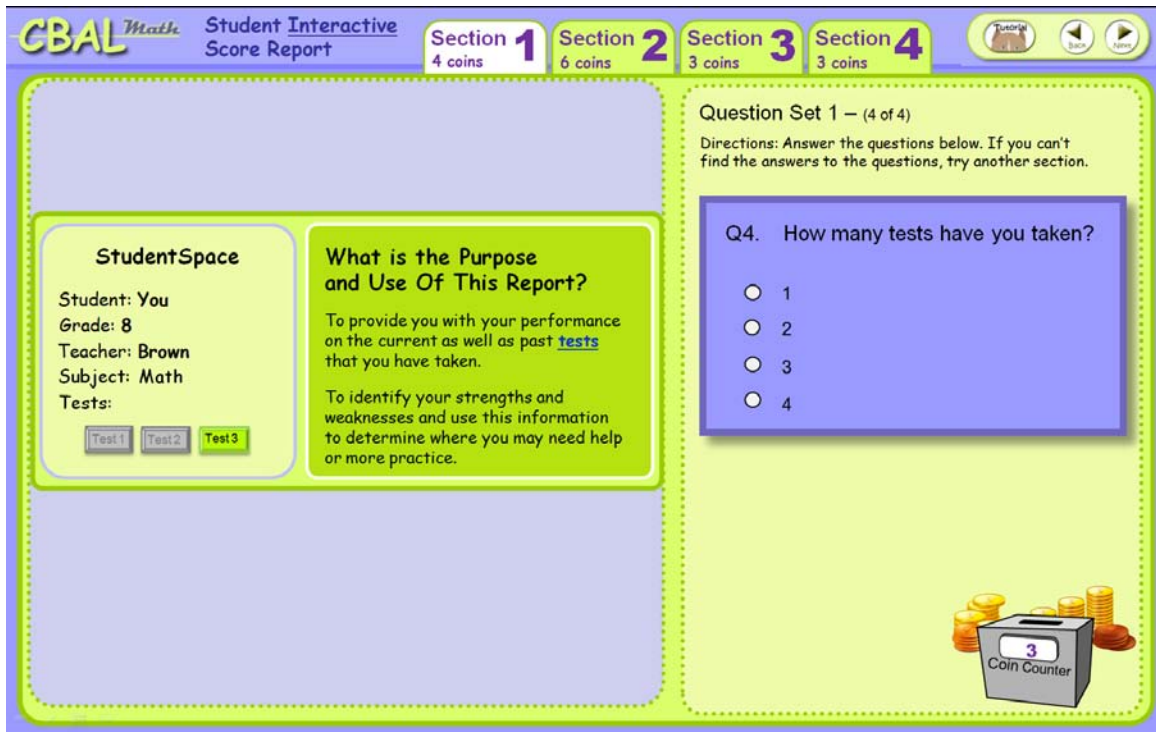 CBAL Math
Student Interactive
Score Report
Section 1
4 coins
Section 2
6 coins
Section 3
3 coins
Section 4
3 coins
Tutorial
Back
Next
StudentSpace
Student: You
Grade: 8
Teacher: Brown
Subject: Math
Tests:
Test 1 Test 2 Test 3
What is the Purpose
and Use Of This Report?
To provide you with your performance
on the current as well as past tests
that you have taken.
To identify your strengths and
weaknesses and use this information
to determine where you may need help
or more practice.
Question Set 1 – (4 of 4)
Directions: Answer the questions below. If you can't
find the answers to the questions, try another section.
Q4. How many tests have you taken?
1
2
3
4
3
Coin Counter